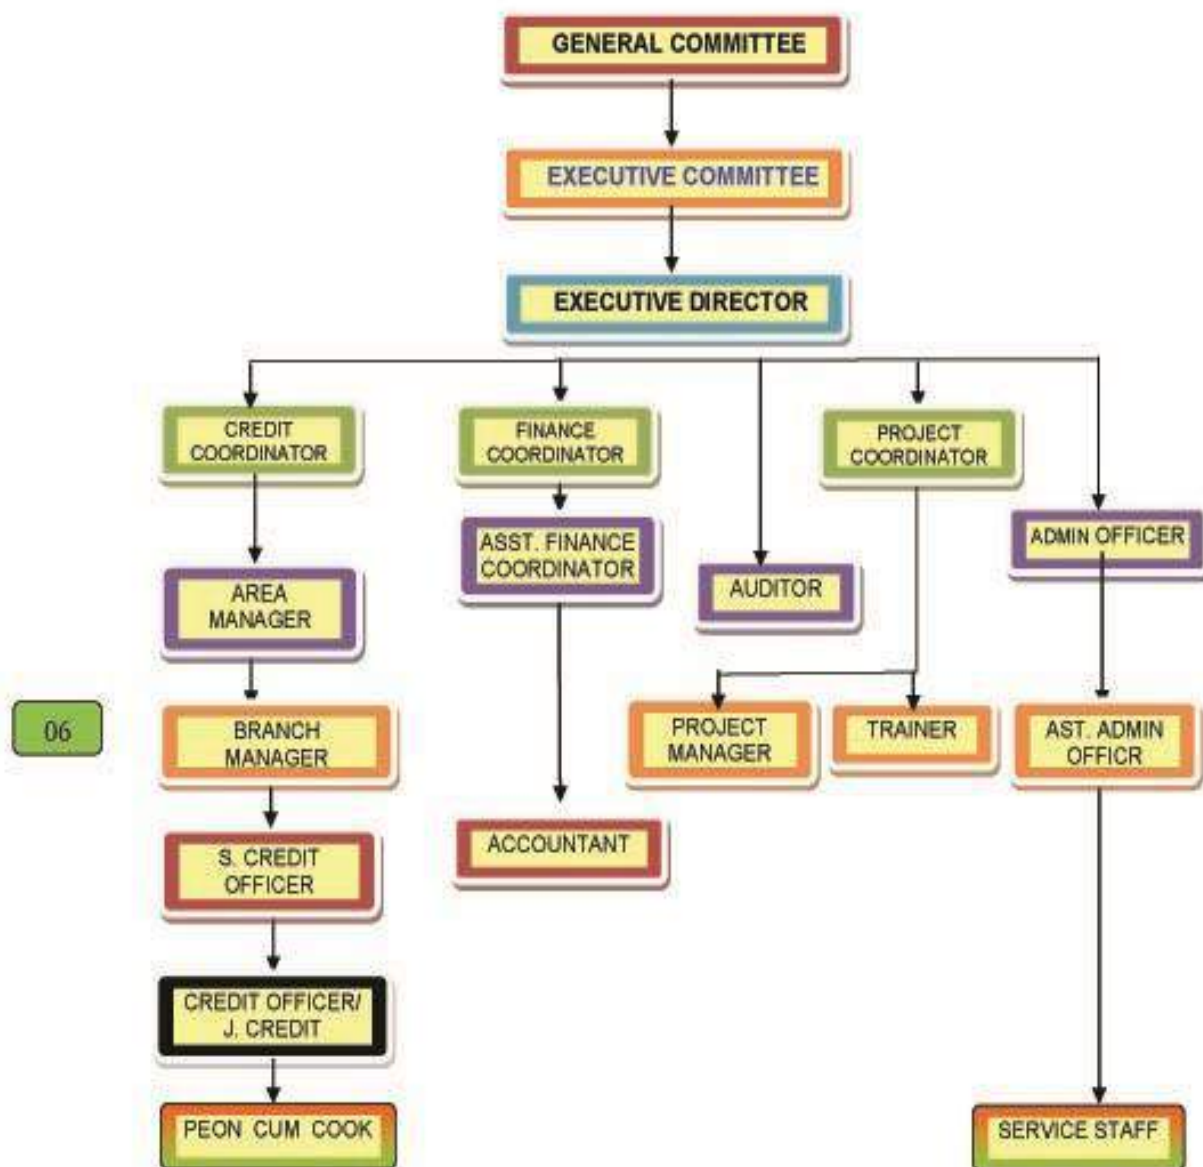 GENERAL COMMITTEE
EXECUTIVE COMMITTEE
EXECUTIVE DIRECTOR
CREDIT
COORDINATOR
FINANCE
COORDINATOR
PROJECT
COORDINATOR
ASST. FINANCE
COORDINATOR
ADMIN OFFICER
AREA
MANAGER
AUDITOR
06
BRANCH
MANAGER
PROJECT
MANAGER
TRAINER
AST. ADMIN
OFFICR
S. CREDIT
OFFICER
ACCOUNTANT
CREDIT OFFICER/
J. CREDIT
PEON CUM COOK
SERVICE STAFF